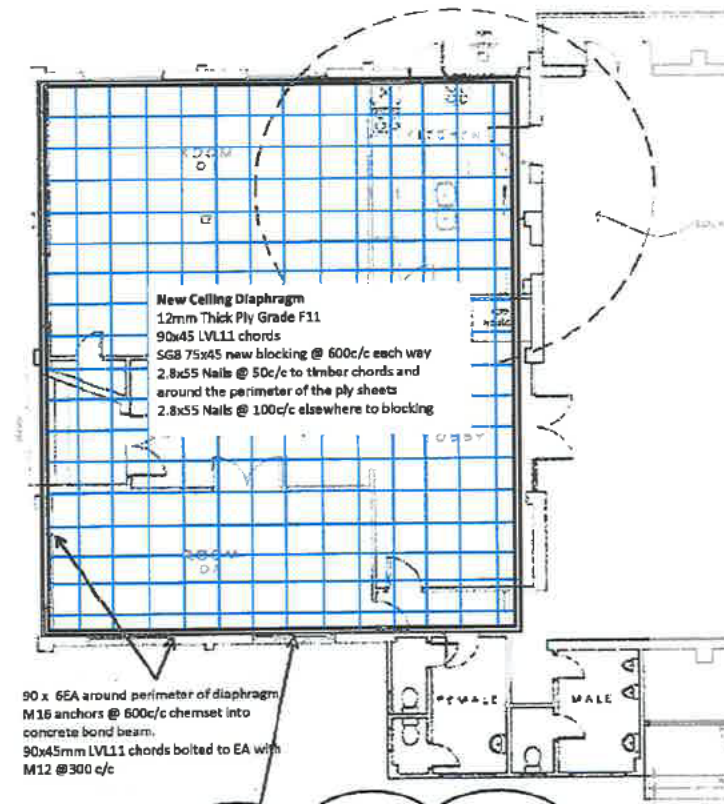 New Ceiling Diaphragm
12mm Thick Ply Grade F11
90x45 LVL11 chords
SG8 75x45 new blocking @ 600c/c each way
2.8x55 Nails @ 50c/c to timber chords and
around the perimeter of the ply sheets
2.8x55 Nails @ 100c/c elsewhere to blocking
ROOM
90 x 6EA around perimeter of diaphragm
M16 anchors @ 600c/c chemset into
concrete bond beam.
90x45mm LVL11 chords bolted to EA with
M12 @300 c/c
FEMALE
MALE